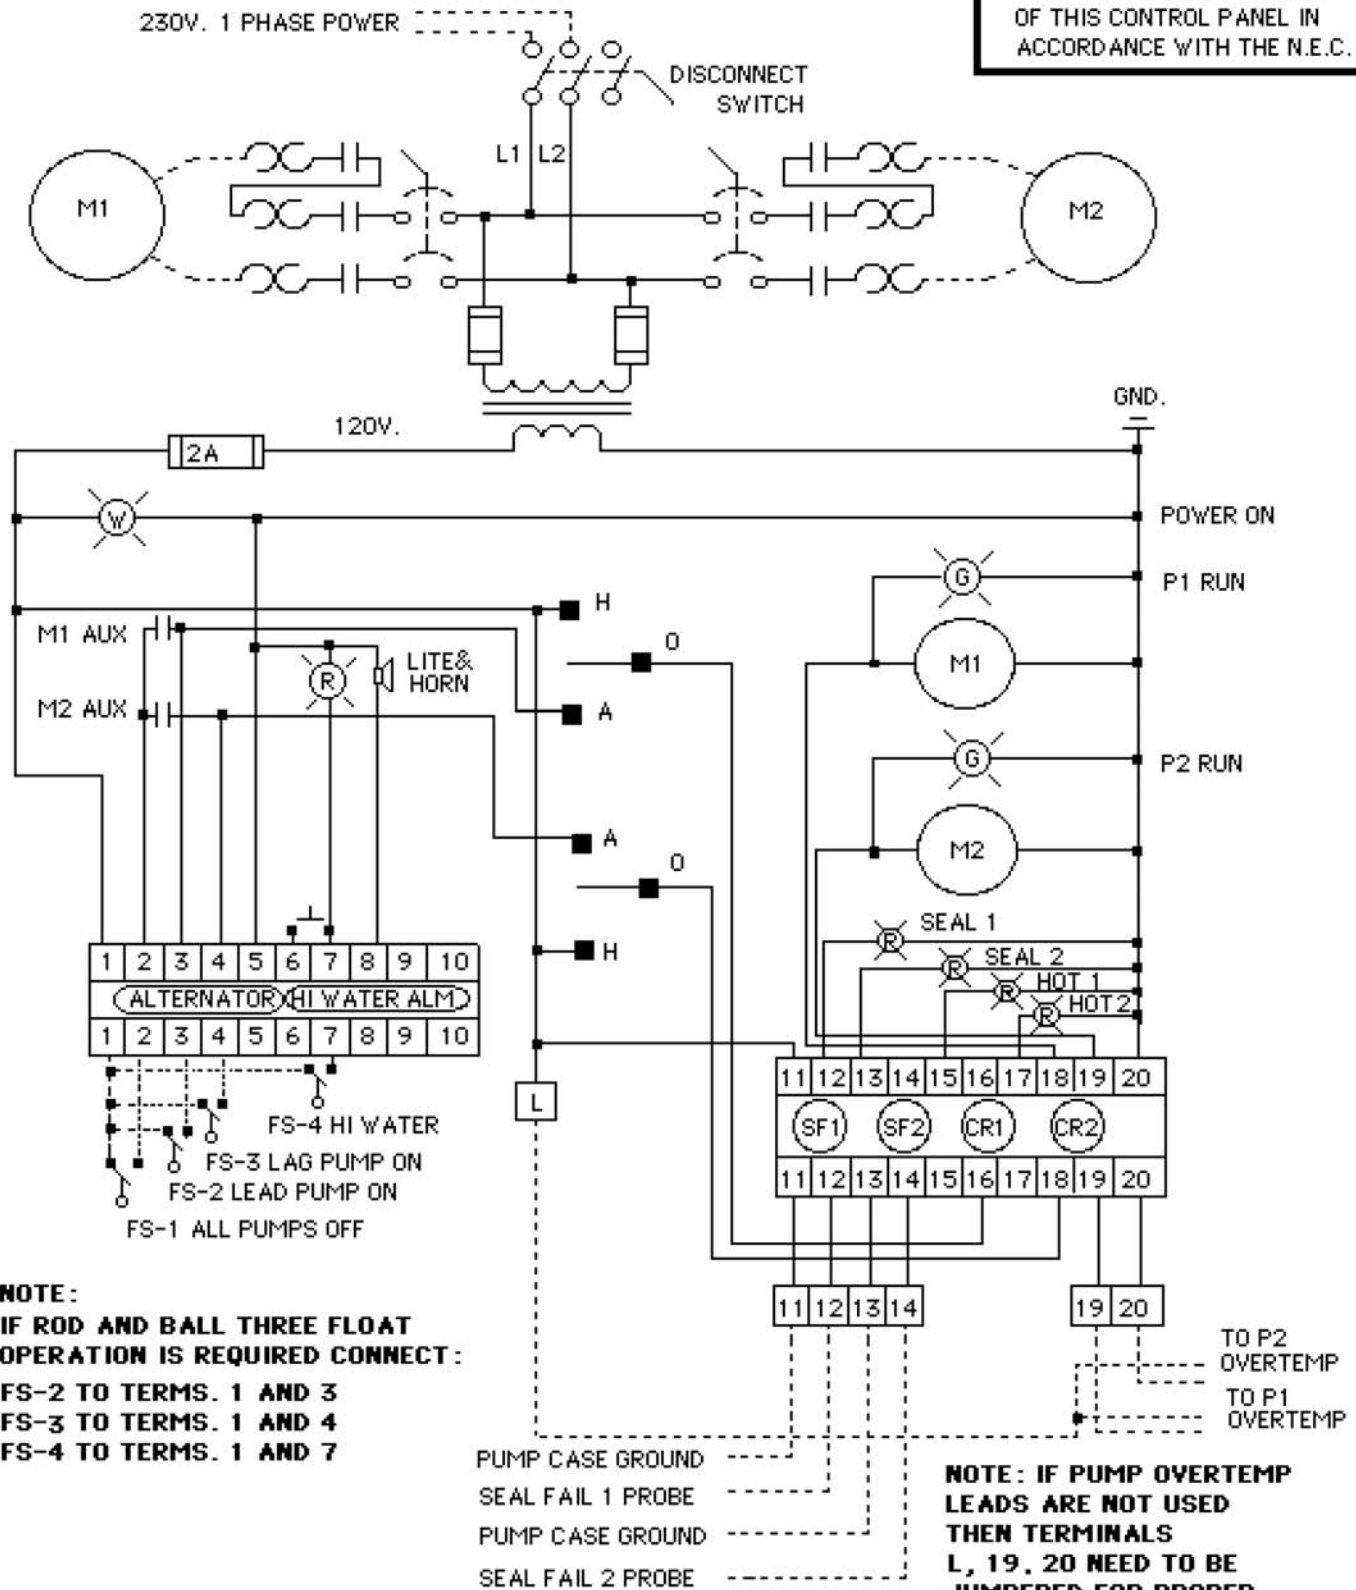 230V. 1 PHASE POWER
OF THIS CONTROL PANEL IN
ACCORDANCE WITH THE N.E.C.
DISCONNECT
SWITCH
L1 L2
M1
M2
GND.
120V.
2A
W
POWER ON
G
P1 RUN
H
M1 AUX
O
LITE&
HORN
R
M1
M2 AUX
A
G
P2 RUN
A
M2
O
SEAL 1
R
H
SEAL 2
R
HOT 1
R
HOT 2
R
1 2 3 4 5 6 7 8 9 10
ALTERNATOR HI WATER ALM
1 2 3 4 5 6 7 8 9 10
11 12 13 14 15 16 17 18 19 20
L
SF1 SF2 CR1 CR2
11 12 13 14 15 16 17 18 19 20
FS-4 HI WATER
FS-3 LAG PUMP ON
FS-2 LEAD PUMP ON
FS-1 ALL PUMPS OFF
11 12 13 14
19 20
NOTE:
IF ROD AND BALL THREE FLOAT
OPERATION IS REQUIRED CONNECT:
FS-2 TO TERMS. 1 AND 3
FS-3 TO TERMS. 1 AND 4
FS-4 TO TERMS. 1 AND 7
TO P2
OVERTEMP
TO P1
OVERTEMP
PUMP CASE GROUND
SEAL FAIL 1 PROBE
PUMP CASE GROUND
SEAL FAIL 2 PROBE
NOTE: IF PUMP OVERTEMP
LEADS ARE NOT USED
THEN TERMINALS
L, 19, 20 NEED TO BE
JUMPERED FOR PROPER